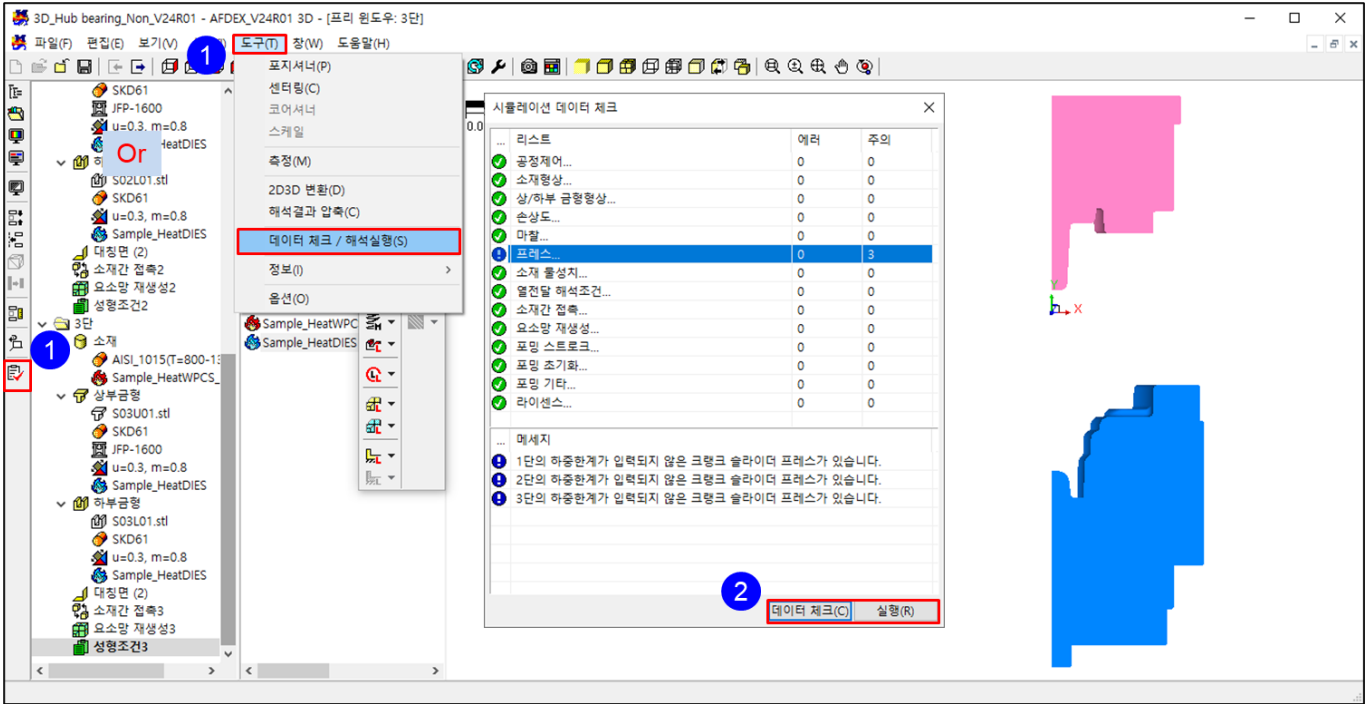 3D_Hub bearing_Non_V24R01 - AFDEX_V24R01 3D - [프리 윈도우: 3단]
파일(F) 편집(E) 보기(V) 도구(T) 창(W) 도움말(H)
1
포지셔너(P)
센터링(C)
코어셔너
스케일
측정(M)
2D3D 변환(D)
해석결과 압축(C)
데이터 체크 / 해석실행(S)
정보(I)
옵션(O)
SKD61
JFP-1600
u=0.3, m=0.8
HeatDIES
Or
하
S02L01.stl
SKD61
u=0.3, m=0.8
Sample_HeatDIES
대칭면 (2)
소재간 접촉2
요소망 재생성2
성형조건2
3단
소재
1
AISI_1015(T=800-13
Sample_HeatWPCS_
상부금형
S03U01.stl
SKD61
JFP-1600
u=0.3, m=0.8
Sample_HeatDIES
하부금형
S03L01.stl
SKD61
u=0.3, m=0.8
Sample_HeatDIES
대칭면 (2)
소재간 접촉3
요소망 재생성3
성형조건3
Sample_HeatWPC
Sample_HeatDIES
0.0
시뮬레이션 데이터 체크
... 리스트 에러 주의
공정제어... 0 0
소재형상... 0 0
상/하부 금형형상... 0 0
손상도... 0 0
마찰... 0 0
프레스... 0 3
소재 물성치... 0 0
열전달 해석조건... 0 0
소재간 접촉... 0 0
요소망 재생성... 0 0
포밍 스트로크... 0 0
포밍 초기화... 0 0
포밍 기타... 0 0
라이센스... 0 0
... 메세지
1단의 하중한계가 입력되지 않은 크랭크 슬라이더 프레스가 있습니다.
2단의 하중한계가 입력되지 않은 크랭크 슬라이더 프레스가 있습니다.
3단의 하중한계가 입력되지 않은 크랭크 슬라이더 프레스가 있습니다.
2
데이터 체크(C) 실행(R)
Y
X